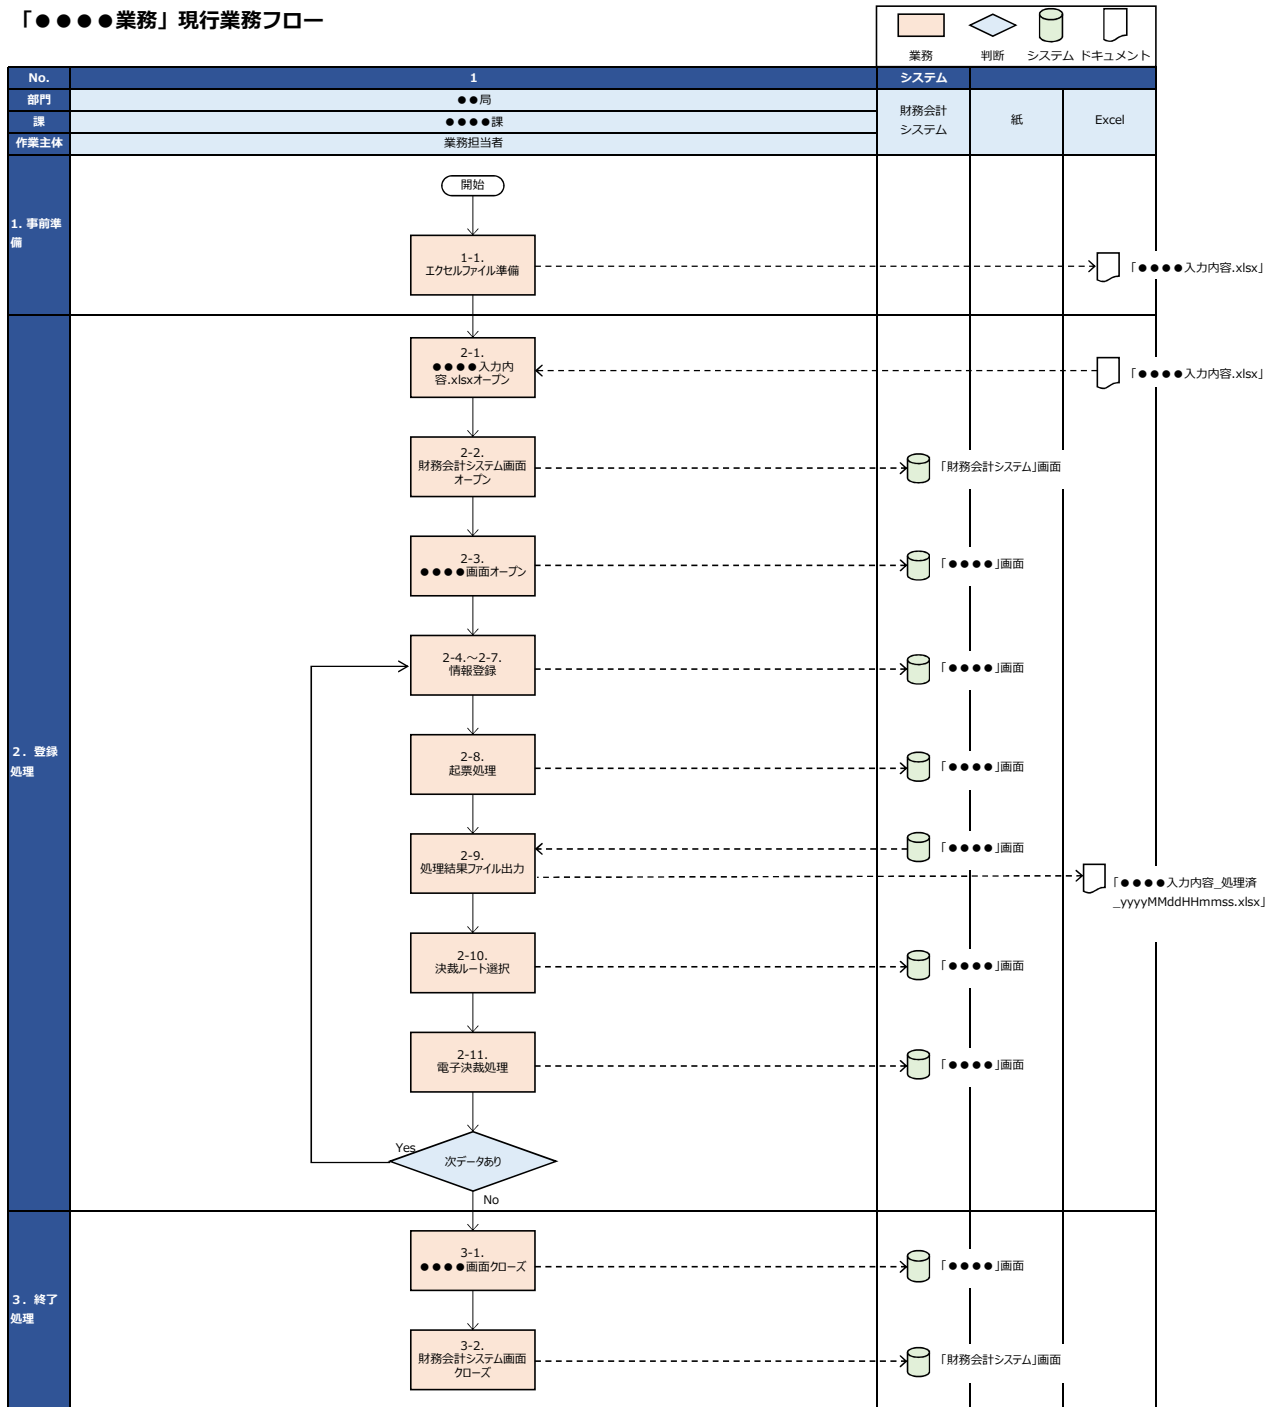 「●●●●業務」現行業務フロー
業務
判断
システム
ドキュメント
No.
1
システム
部門
●●局
課
●●●●課
作業主体
業務担当者
財務会計
システム
紙
Excel
1. 事前準
備
開始
1-1.
エクセルファイル準備
「●●●●入力内容.xlsx」
2. 登録
処理
2-1.
●●●●入力内
容.xlsxオープン
「●●●●入力内容.xlsx」
2-2.
財務会計システム画面
オープン
「財務会計システム」画面
2-3.
●●●●画面オープン
「●●●●」画面
2-4.～2-7.
情報登録
「●●●●」画面
2-8.
起票処理
「●●●●」画面
2-9.
処理結果ファイル出力
「●●●●」画面
「●●●●入力内容_処理済
_yyyyMMddHHmmss.xlsx」
2-10.
決裁ルート選択
「●●●●」画面
2-11.
電子決裁処理
「●●●●」画面
Yes
次データあり
No
3. 終了
処理
3-1.
●●●●画面クローズ
「●●●●」画面
3-2.
財務会計システム画面
クローズ
「財務会計システム」画面